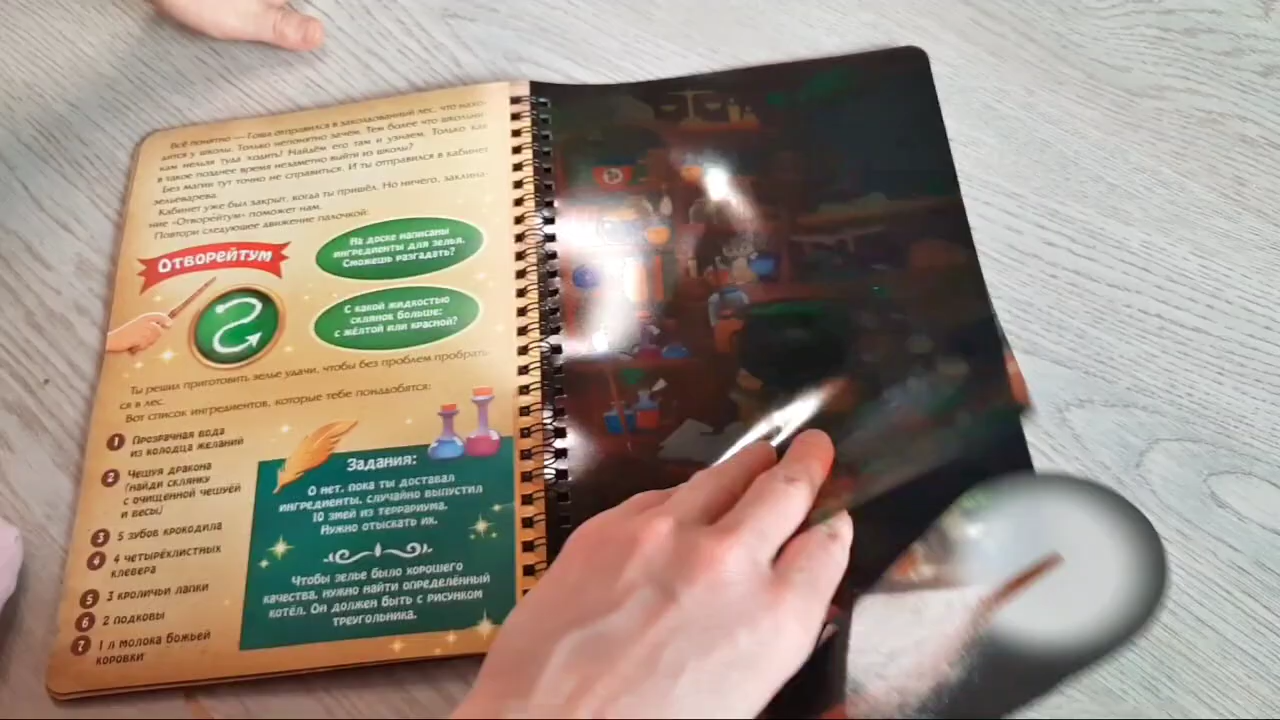 Всё понятно — Гоша отправился в заколдованный лес, что нахо-
дится у школы. Только непонятно зачем. Тем более что школьни-
кам нельзя туда ходить! Найдём его там и узнаем. Только как
в такое позднее время незаметно выйти из школы?
Без магии тут точно не справиться. И ты отправился в кабинет
зельеварева.
Кабинет уже был закрыт, когда ты пришёл. Но ничего, заклина-
ние «Отворейтум» поможет нам.
Повтори следующее движение палочкой:
Отворейтум
На доске написаны
ингредиенты для зелья.
Сможешь разгадать?
С какой жидкостью
склянок больше:
с жёлтой или красной?
Ты решил приготовить зелье удачи, чтобы без проблем пробрать-
ся в лес.
Вот список ингредиентов, которые тебе понадобятся:
1 Прозрачная вода
из колодца желаний
2 Чешуя дракона
(найди склянку
с очищенной чешуёй
и весы)
3 5 зубов крокодила
4 4 четырёхлистных
клевера
5 3 кроличьи лапки
6 2 подковы
7 1 л молока божьей
коровки
Задания:
О нет, пока ты доставал
ингредиенты, случайно выпустил
10 змей из террариума.
Нужно отыскать их.
Чтобы зелье было хорошего
качества, нужно найти определённый
котёл. Он должен быть с рисунком
треугольника.